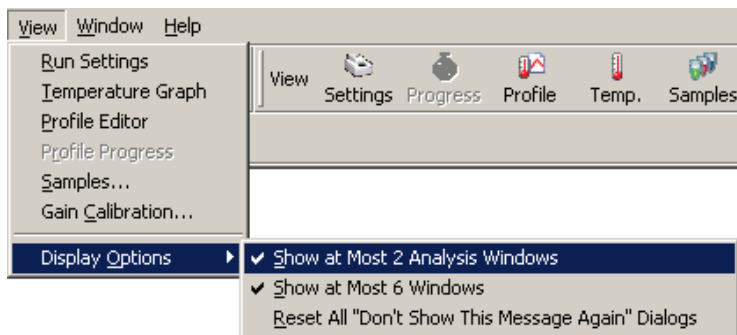 View Window Help
Run Settings
Temperature Graph
Profile Editor
Profile Progress
Samples...
Gain Calibration...
Display Options
View
Settings Progress Profile Temp. Samples
Show at Most 2 Analysis Windows
Show at Most 6 Windows
Reset All "Don't Show This Message Again" Dialogs